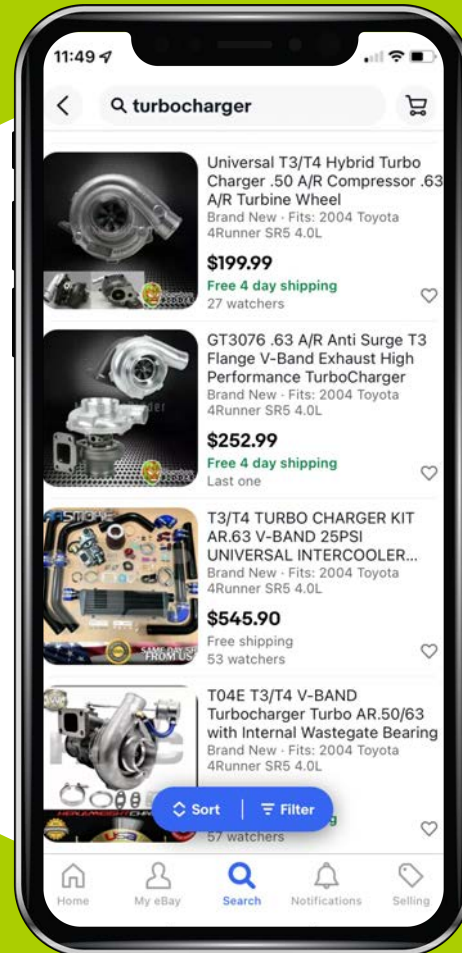 11:49
turbocharger
Universal T3/T4 Hybrid Turbo
Charger .50 A/R Compressor .63
A/R Turbine Wheel
Brand New · Fits: 2004 Toyota
4Runner SR5 4.0L
$199.99
Free 4 day shipping
27 watchers
GT3076 .63 A/R Anti Surge T3
Flange V-Band Exhaust High
Performance TurboCharger
Brand New · Fits: 2004 Toyota
4Runner SR5 4.0L
$252.99
Free 4 day shipping
Last one
T3/T4 TURBO CHARGER KIT
AR.63 V-BAND 25PSI
UNIVERSAL INTERCOOLER...
Brand New · Fits: 2004 Toyota
4Runner SR5 4.0L
$545.90
Free shipping
53 watchers
SAME DAY
FROM US
T04E T3/T4 V-BAND
Turbocharger Turbo AR.50/63
with Internal Wastegate Bearing
Brand New · Fits: 2004 Toyota
4Runner SR5 4.0L
57 watchers
Sort
Filter
Home
My eBay
Search
Notifications
Selling